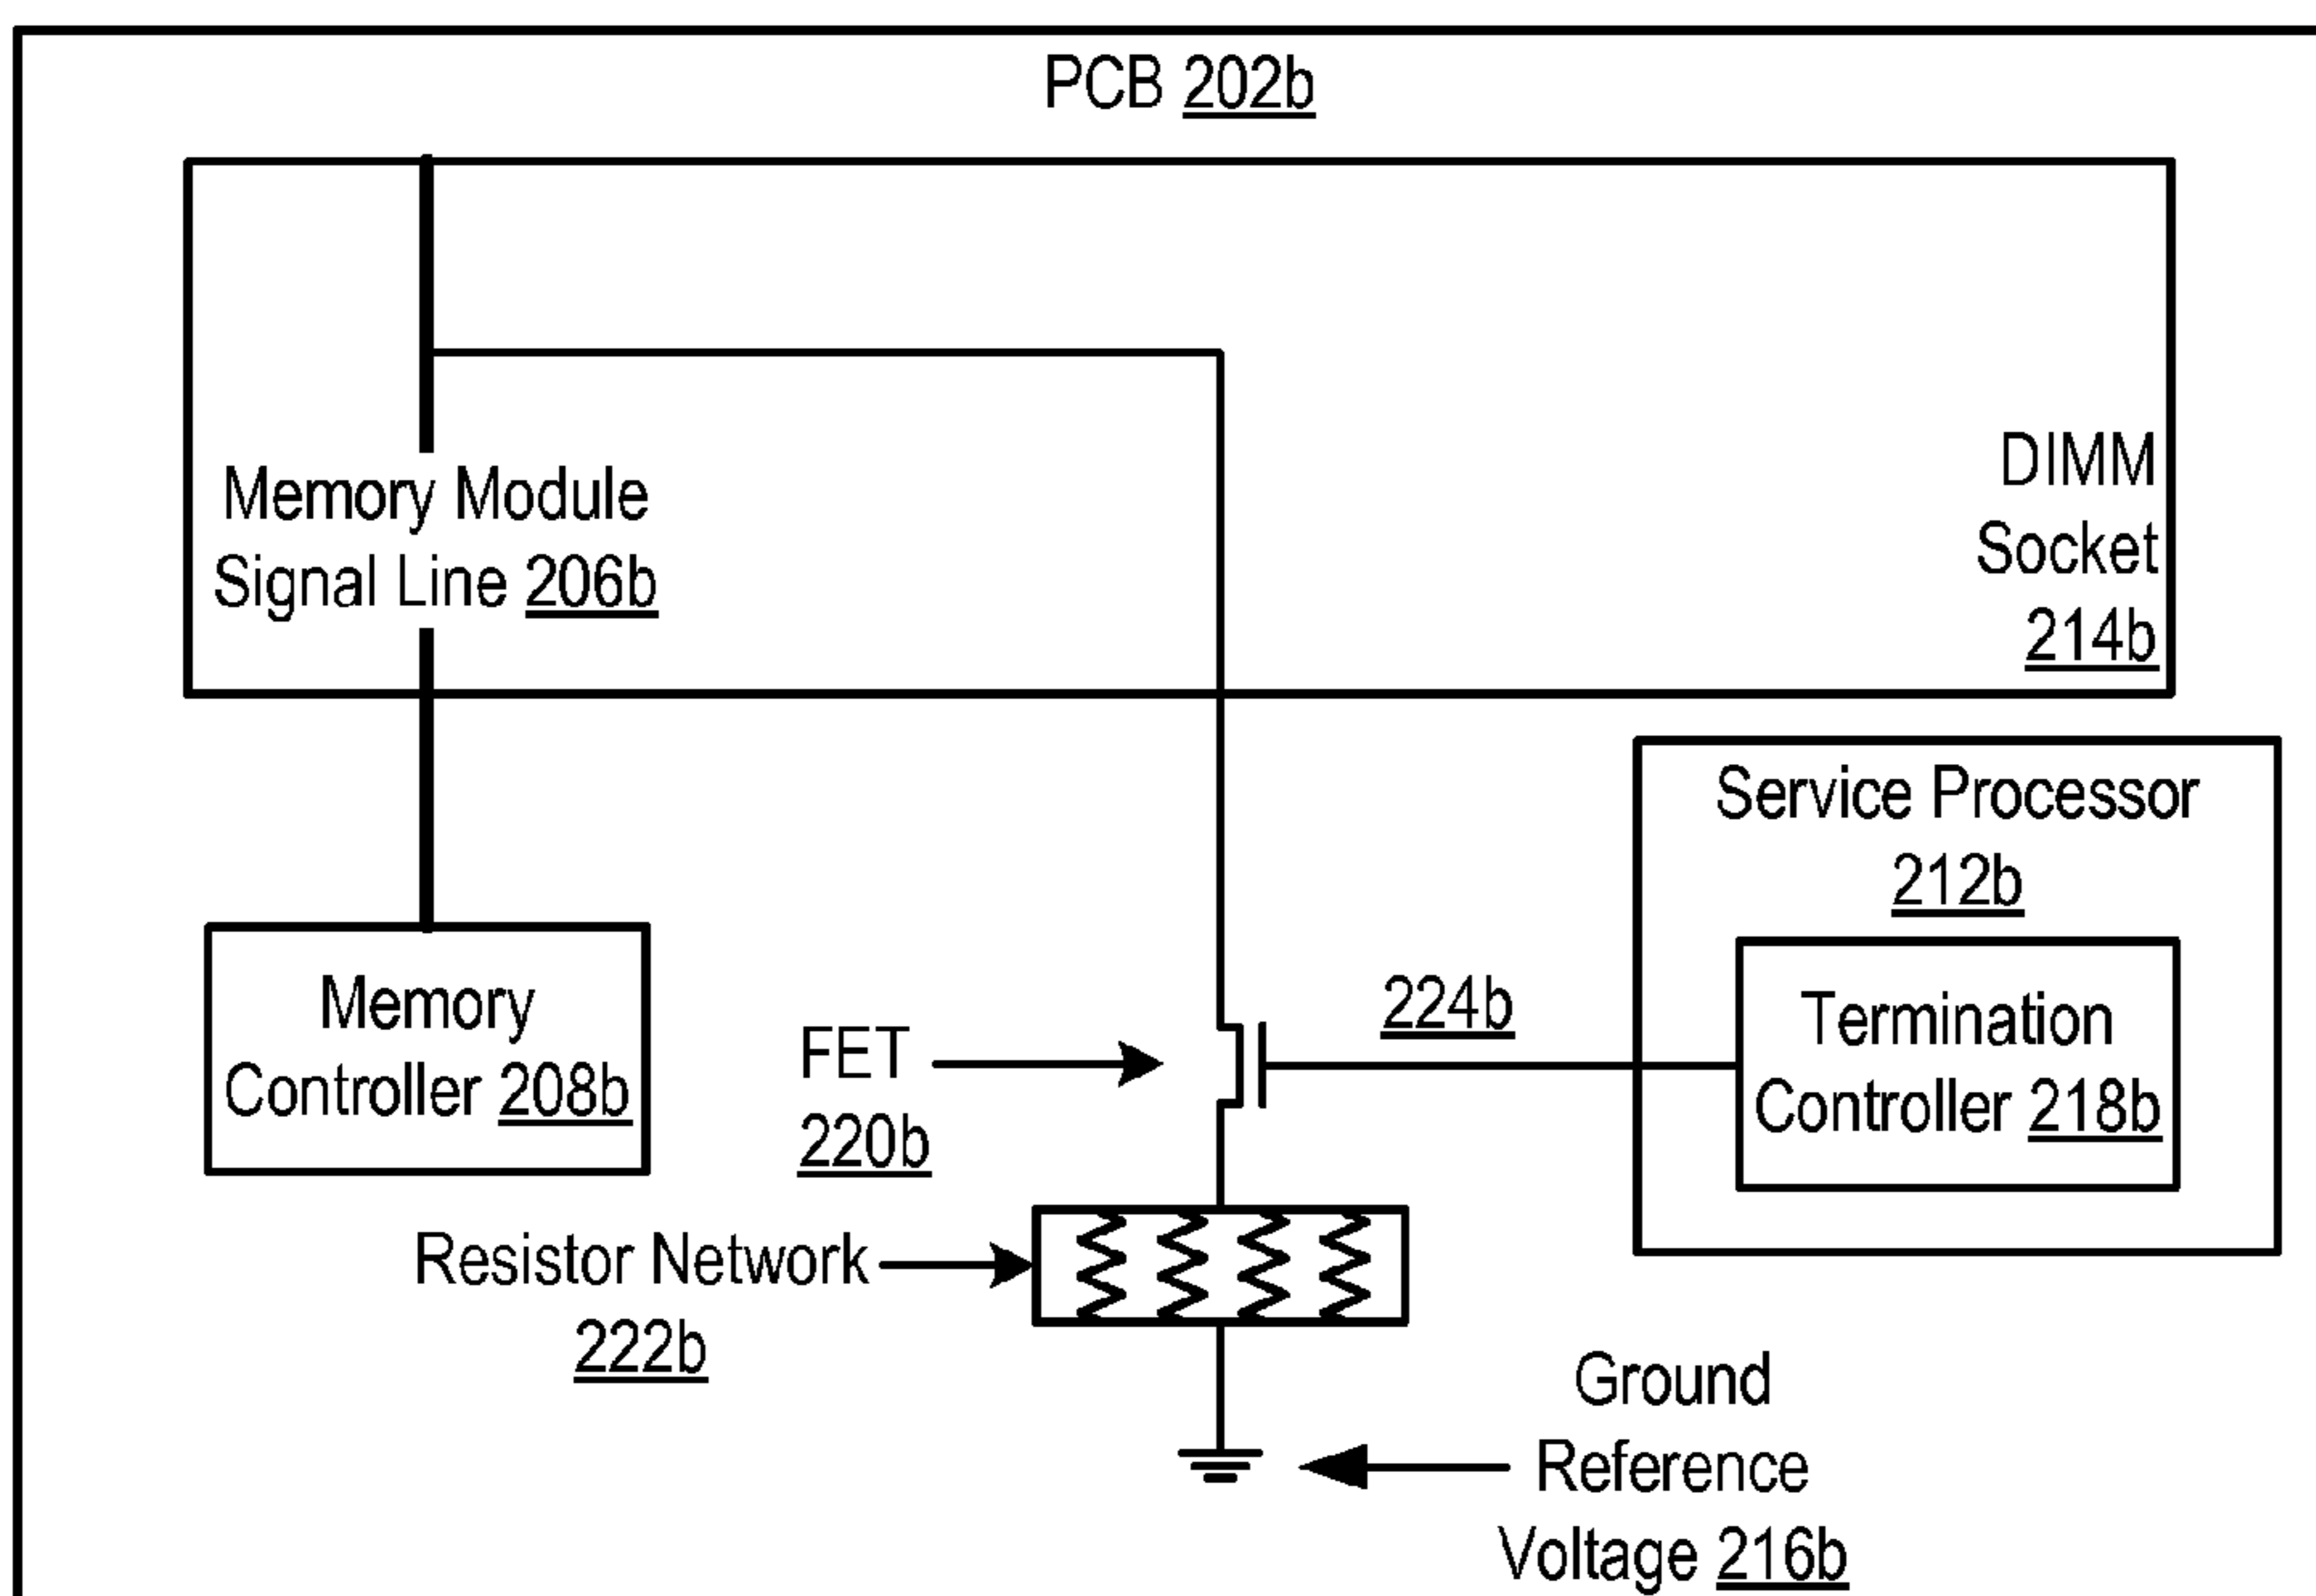 PCB 202b
Memory Module
Signal Line 206b
DIMM
Socket
214b
Service Processor
212b
Memory
Controller 208b
FET
220b
224b
Termination
Controller 218b
Resistor Network
222b
Ground
Reference
Voltage 216b